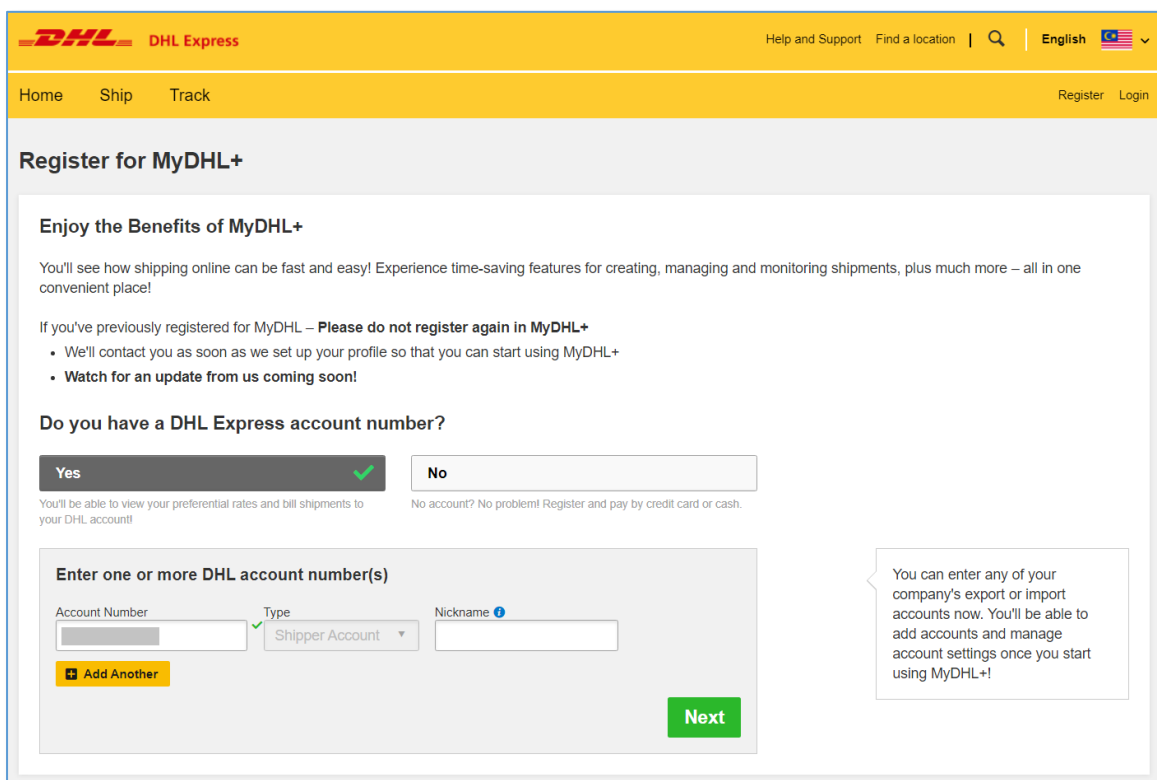 DHL DHL Express
Help and Support Find a location | English
Home Ship Track
Register Login
Register for MyDHL+
Enjoy the Benefits of MyDHL+
You'll see how shipping online can be fast and easy! Experience time-saving features for creating, managing and monitoring shipments, plus much more – all in one
convenient place!
If you've previously registered for MyDHL – Please do not register again in MyDHL+
• We'll contact you as soon as we set up your profile so that you can start using MyDHL+
• Watch for an update from us coming soon!
Do you have a DHL Express account number?
Yes
No
You'll be able to view your preferential rates and bill shipments to
your DHL account!
No account? No problem! Register and pay by credit card or cash.
Enter one or more DHL account number(s)
Account Number Type Nickname
Shipper Account
Add Another
Next
You can enter any of your
company's export or import
accounts now. You'll be able to
add accounts and manage
account settings once you start
using MyDHL+!